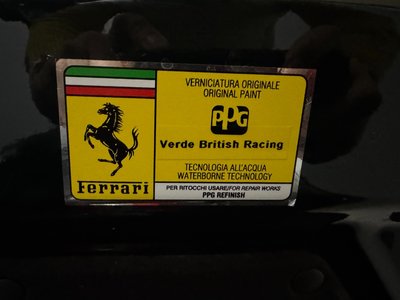 VERNICIATURA ORIGINALE
ORIGINAL PAINT
PPG
Verde British Racing
TECNOLOGIA ALL'ACQUA
WATERBORNE TECHNOLOGY
Ferrari
PER RITOCCHI USARE/FOR REPAIR WORKS
PPG REFINISH